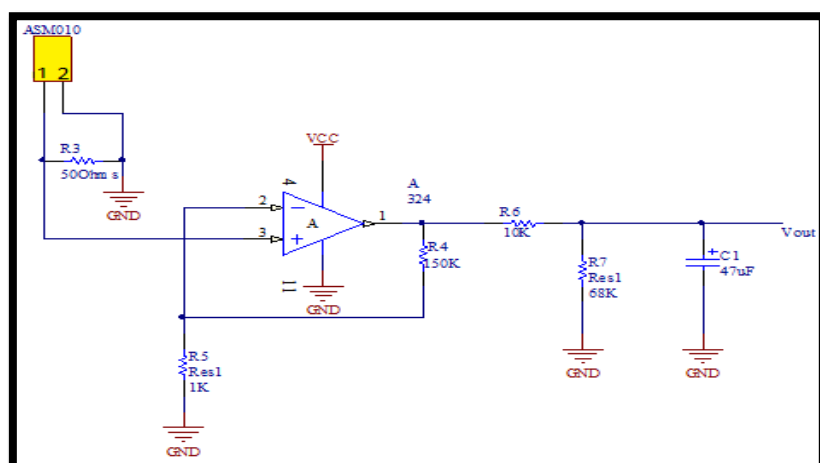 ASM010
1 2
R3
50Ohm s
GND
VCC
4
2
A
3
1
11
GND
A
324
R4
150K
R5
Res1
1K
GND
R6
10K
R7
Res1
68K
GND
C1
47uF
GND
Vout